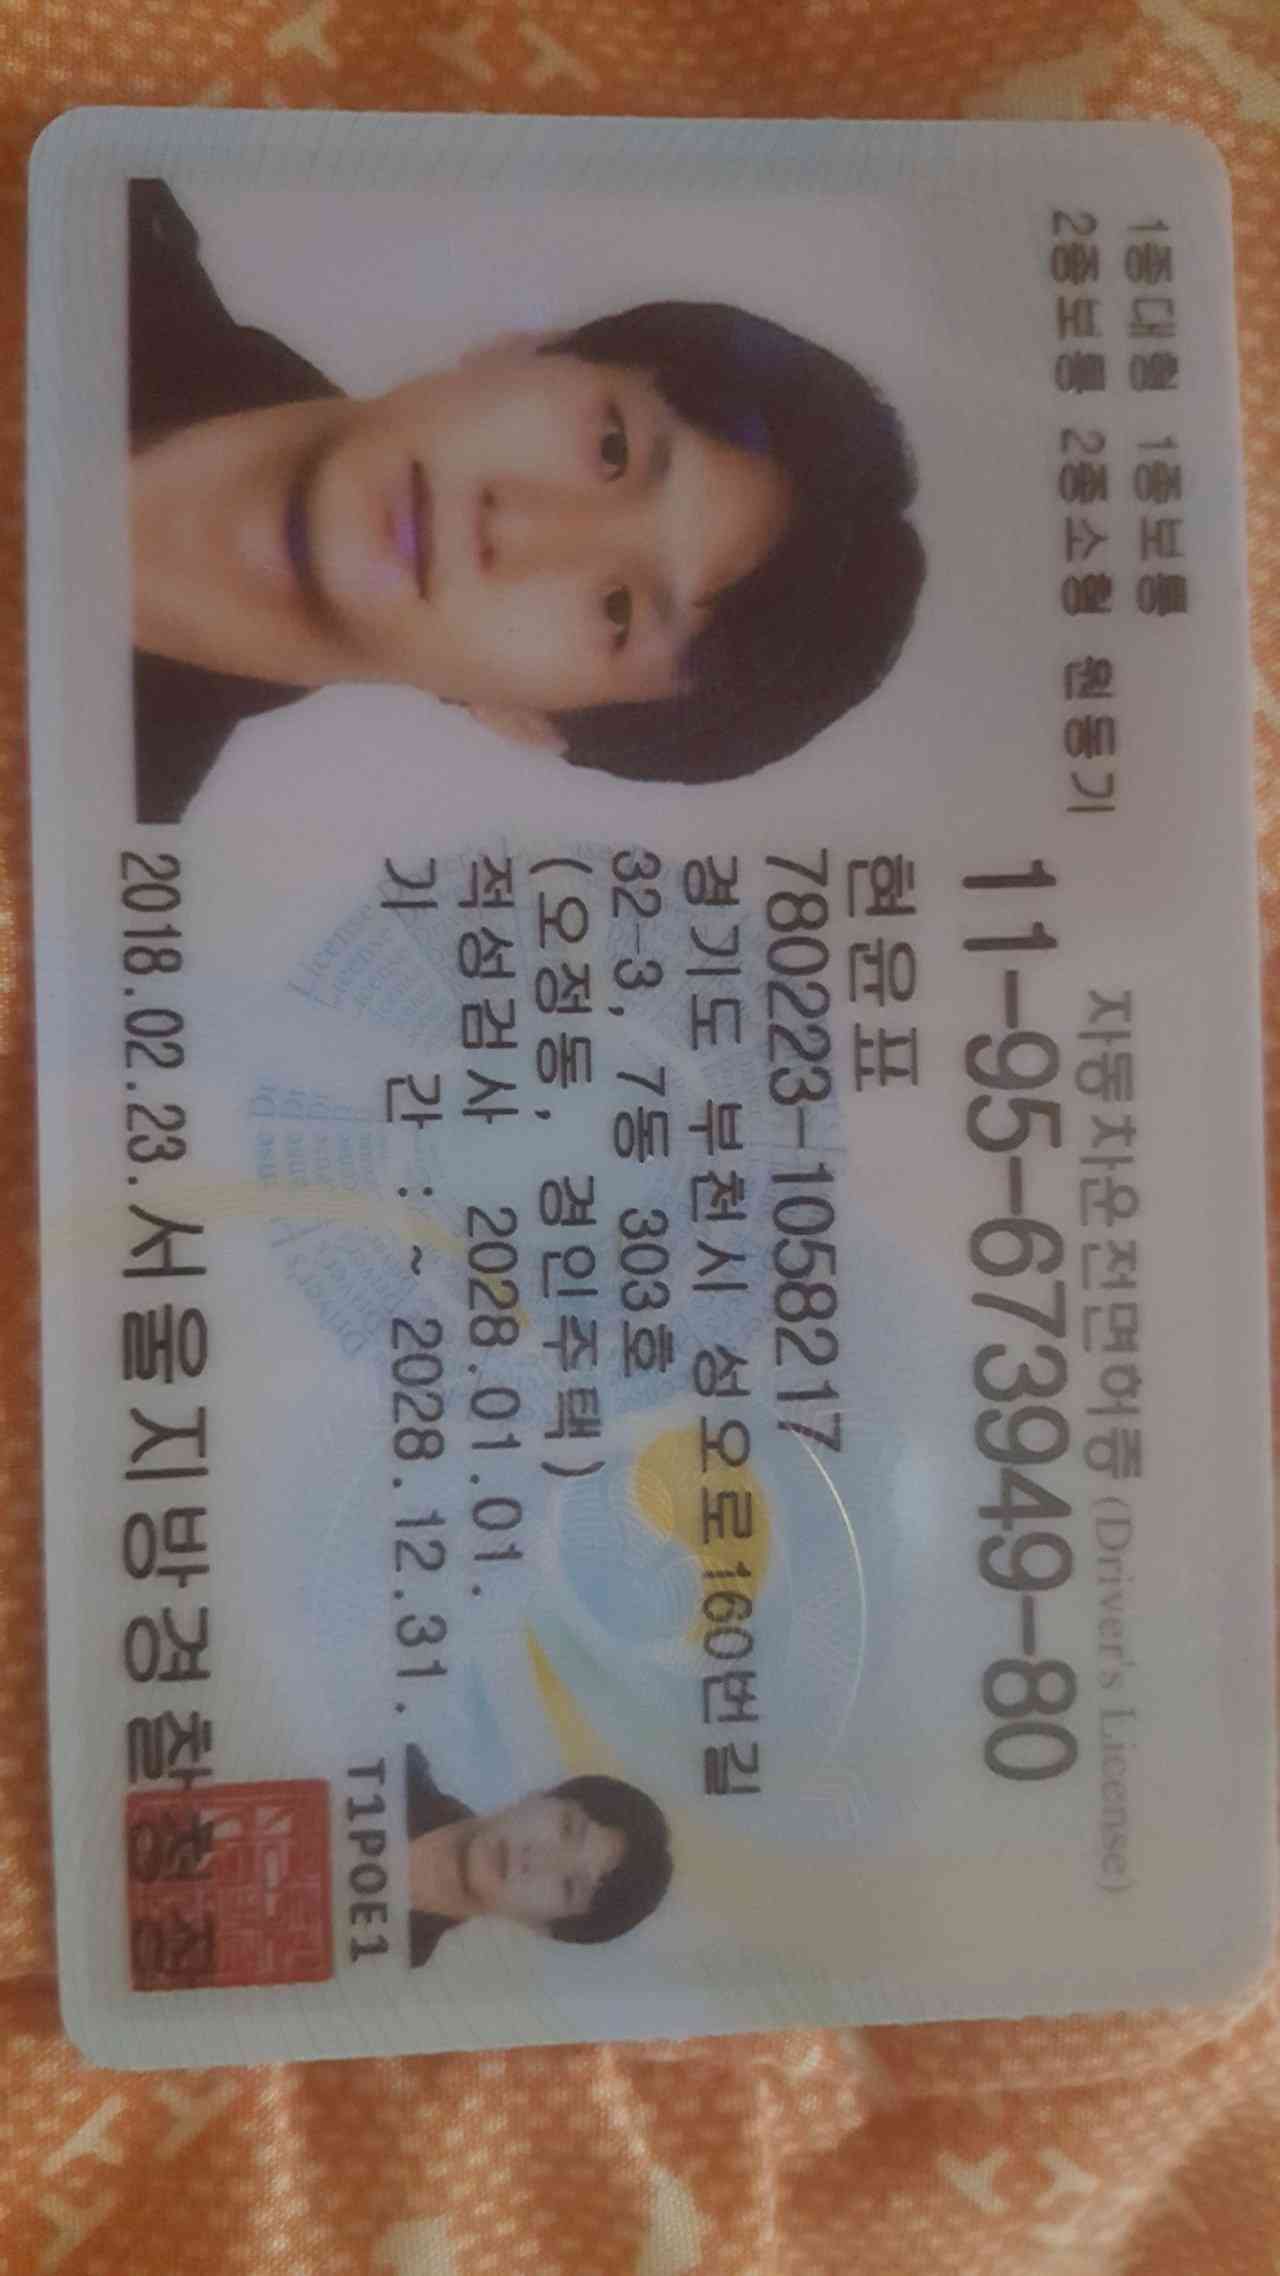 1종대형 1종보통
2종보통 2종소형 원동기
자동차운전면허증 (Driver's License)
11-95-673949-80
현윤표
780223-1058217
경기도 부천시 성오로160번길
32-3, 7동 303호
(오정동, 경인주택)
적성검사 2028.01.01.
기 간 : ~ 2028.12.31.
T1P0E1
2018.02.23.서울지방경찰청장